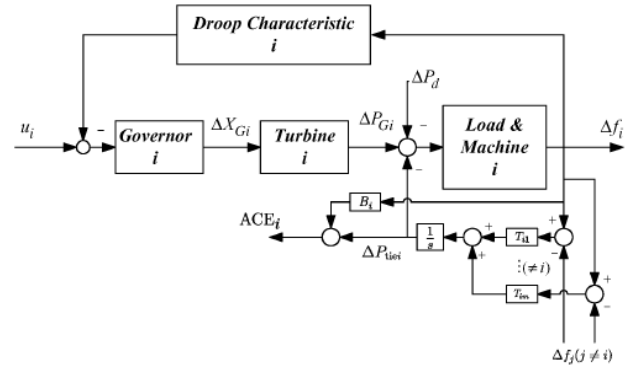 Droop Characteristic
i
ΔP_d
u_i
−
Governor
i
ΔX_Gi
Turbine
i
ΔP_Gi
−
−
Load &
Machine
i
Δf_i
B_i
ACE_i
ΔP_tiei
1/s
+
+
T_i1
+
−
⋮(≠i)
T_in
+
−
Δf_j(j ≠ i)